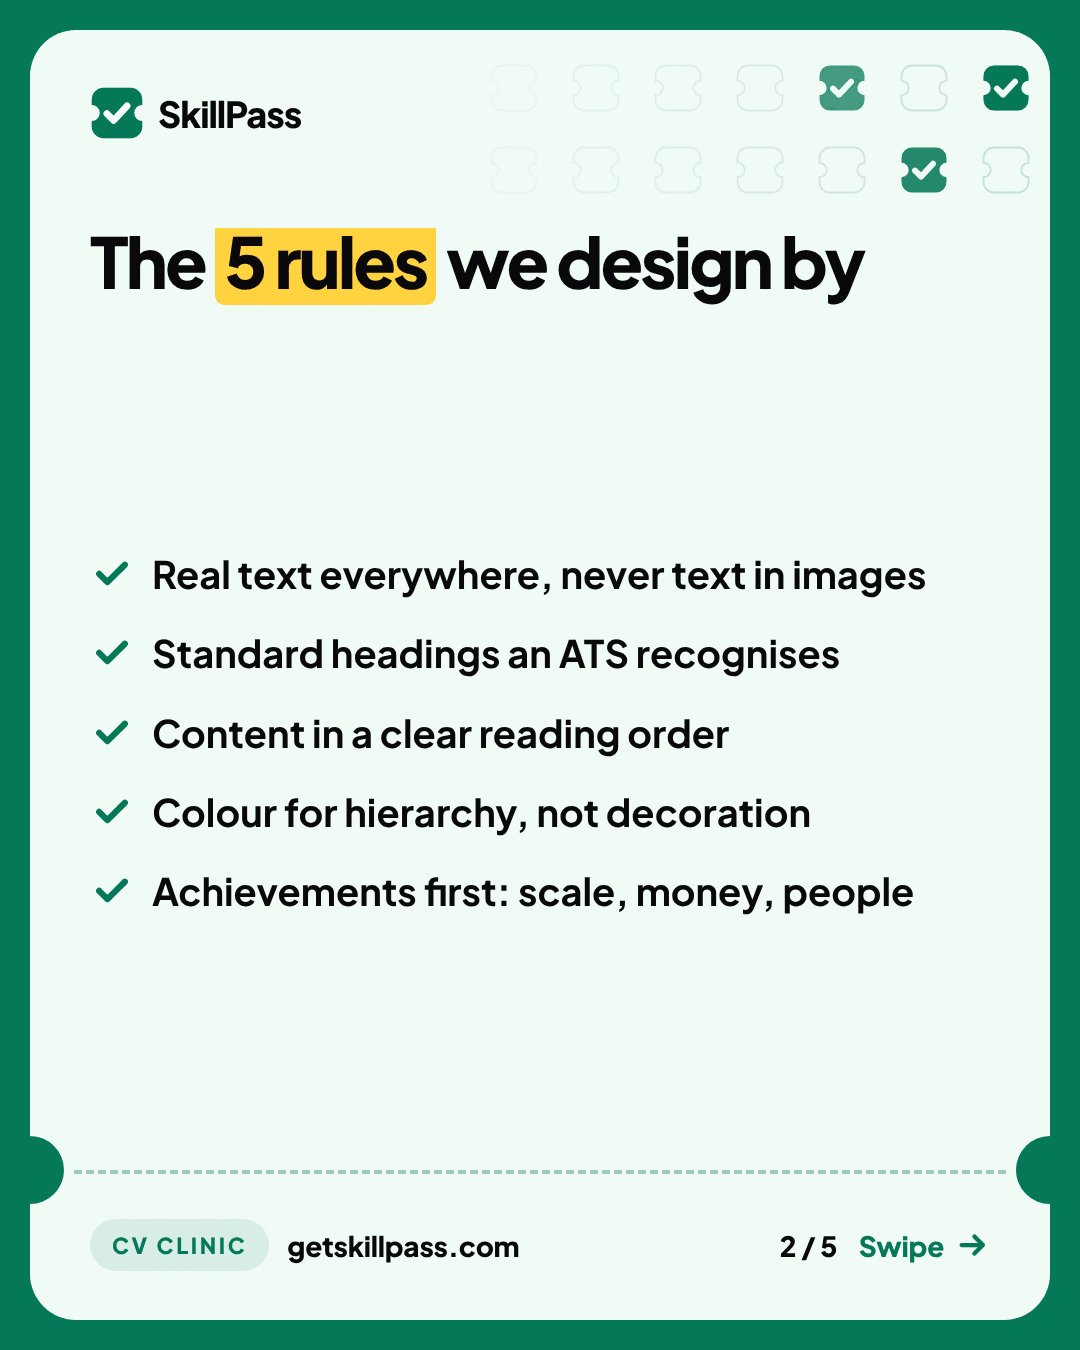 SkillPass
The 5 rules we design by
Real text everywhere, never text in images
Standard headings an ATS recognises
Content in a clear reading order
Colour for hierarchy, not decoration
Achievements first: scale, money, people
CV CLINIC getskillpass.com 2 / 5 Swipe →